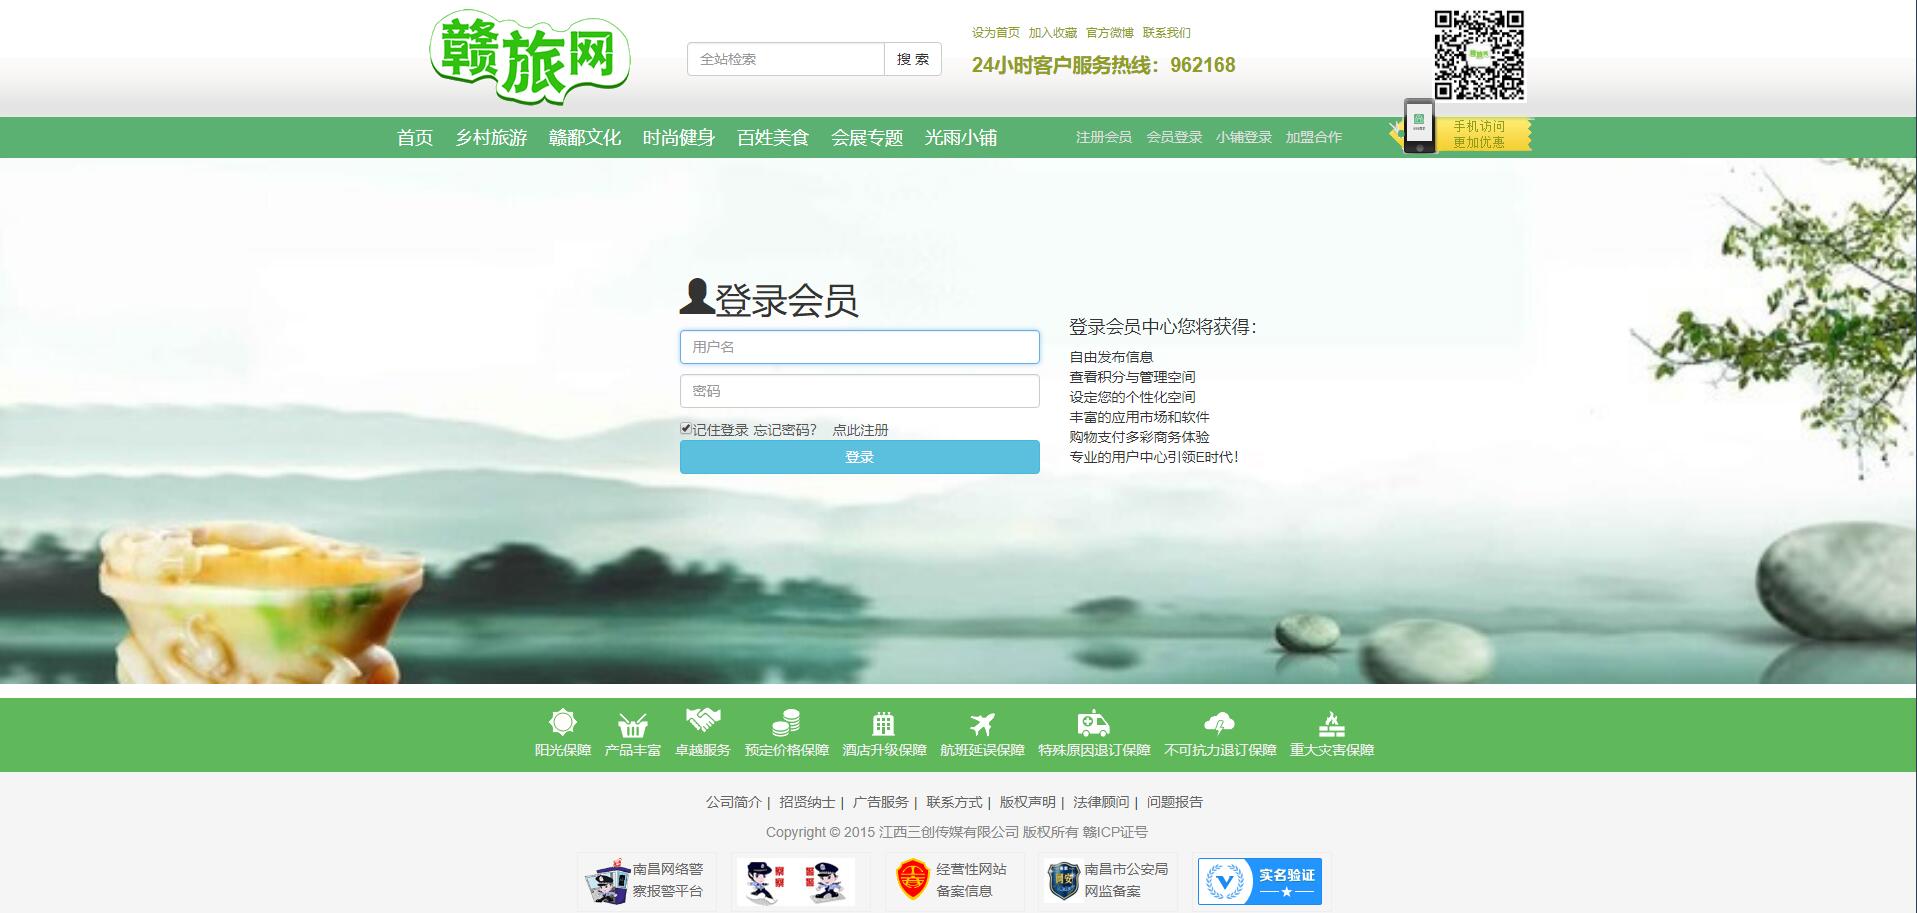 赣旅网
全站检索
搜 索
设为首页 加入收藏 官方微博 联系我们
24小时客户服务热线：962168
首页 乡村旅游 赣鄱文化 时尚健身 百姓美食 会展专题 光雨小铺
注册会员 会员登录 小铺登录 加盟合作
手机访问
更加优惠
登录会员
用户名
密码
记住登录 忘记密码？ 点此注册
登录
登录会员中心您将获得：
自由发布信息
查看积分与管理空间
设定您的个性化空间
丰富的应用市场和软件
购物支付多彩商务体验
专业的用户中心引领E时代！
阳光保障 产品丰富 卓越服务 预定价格保障 酒店升级保障 航班延误保障 特殊原因退订保障 不可抗力退订保障 重大灾害保障
公司简介 | 招贤纳士 | 广告服务 | 联系方式 | 版权声明 | 法律顾问 | 问题报告
Copyright © 2015 江西三创传媒有限公司 版权所有 赣ICP证号
南昌网络警
察报警平台
经营性网站
备案信息
网安
南昌市公安局
网监备案
实名验证